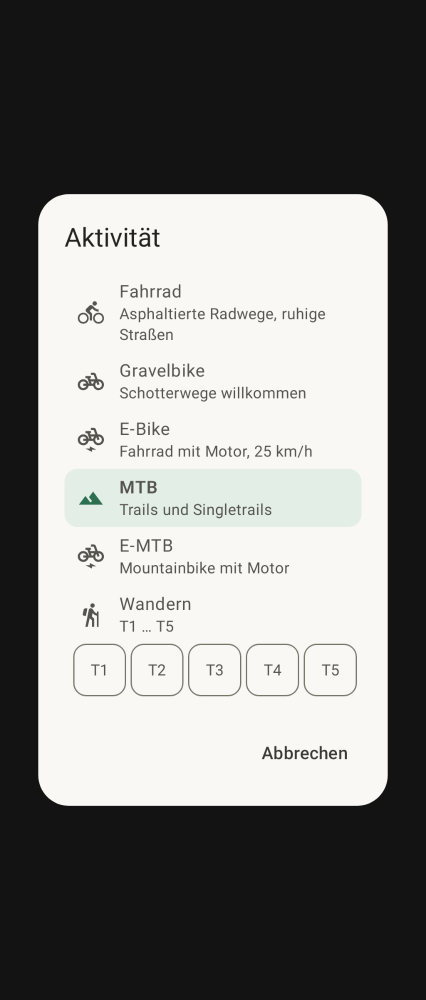 Aktivität
Fahrrad
Asphaltierte Radwege, ruhige
Straßen
Gravelbike
Schotterwege willkommen
E-Bike
Fahrrad mit Motor, 25 km/h
MTB
Trails und Singletrails
E-MTB
Mountainbike mit Motor
Wandern
T1 … T5
T1 T2 T3 T4 T5
Abbrechen